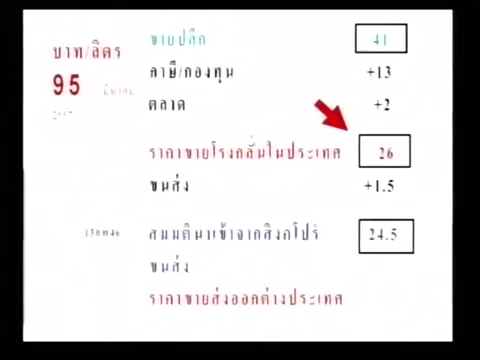 บาท/ลิตร
95
ขายปลีก 41
ภาษี/กองทุน +13
ตลาด +2
ราคาขายโรงกลั่นในประเทศ 26
ขนส่ง +1.5
สมมตินำเข้าจากสิงคโปร์ 24.5
ขนส่ง
ราคาขายส่งออกต่างประเทศ